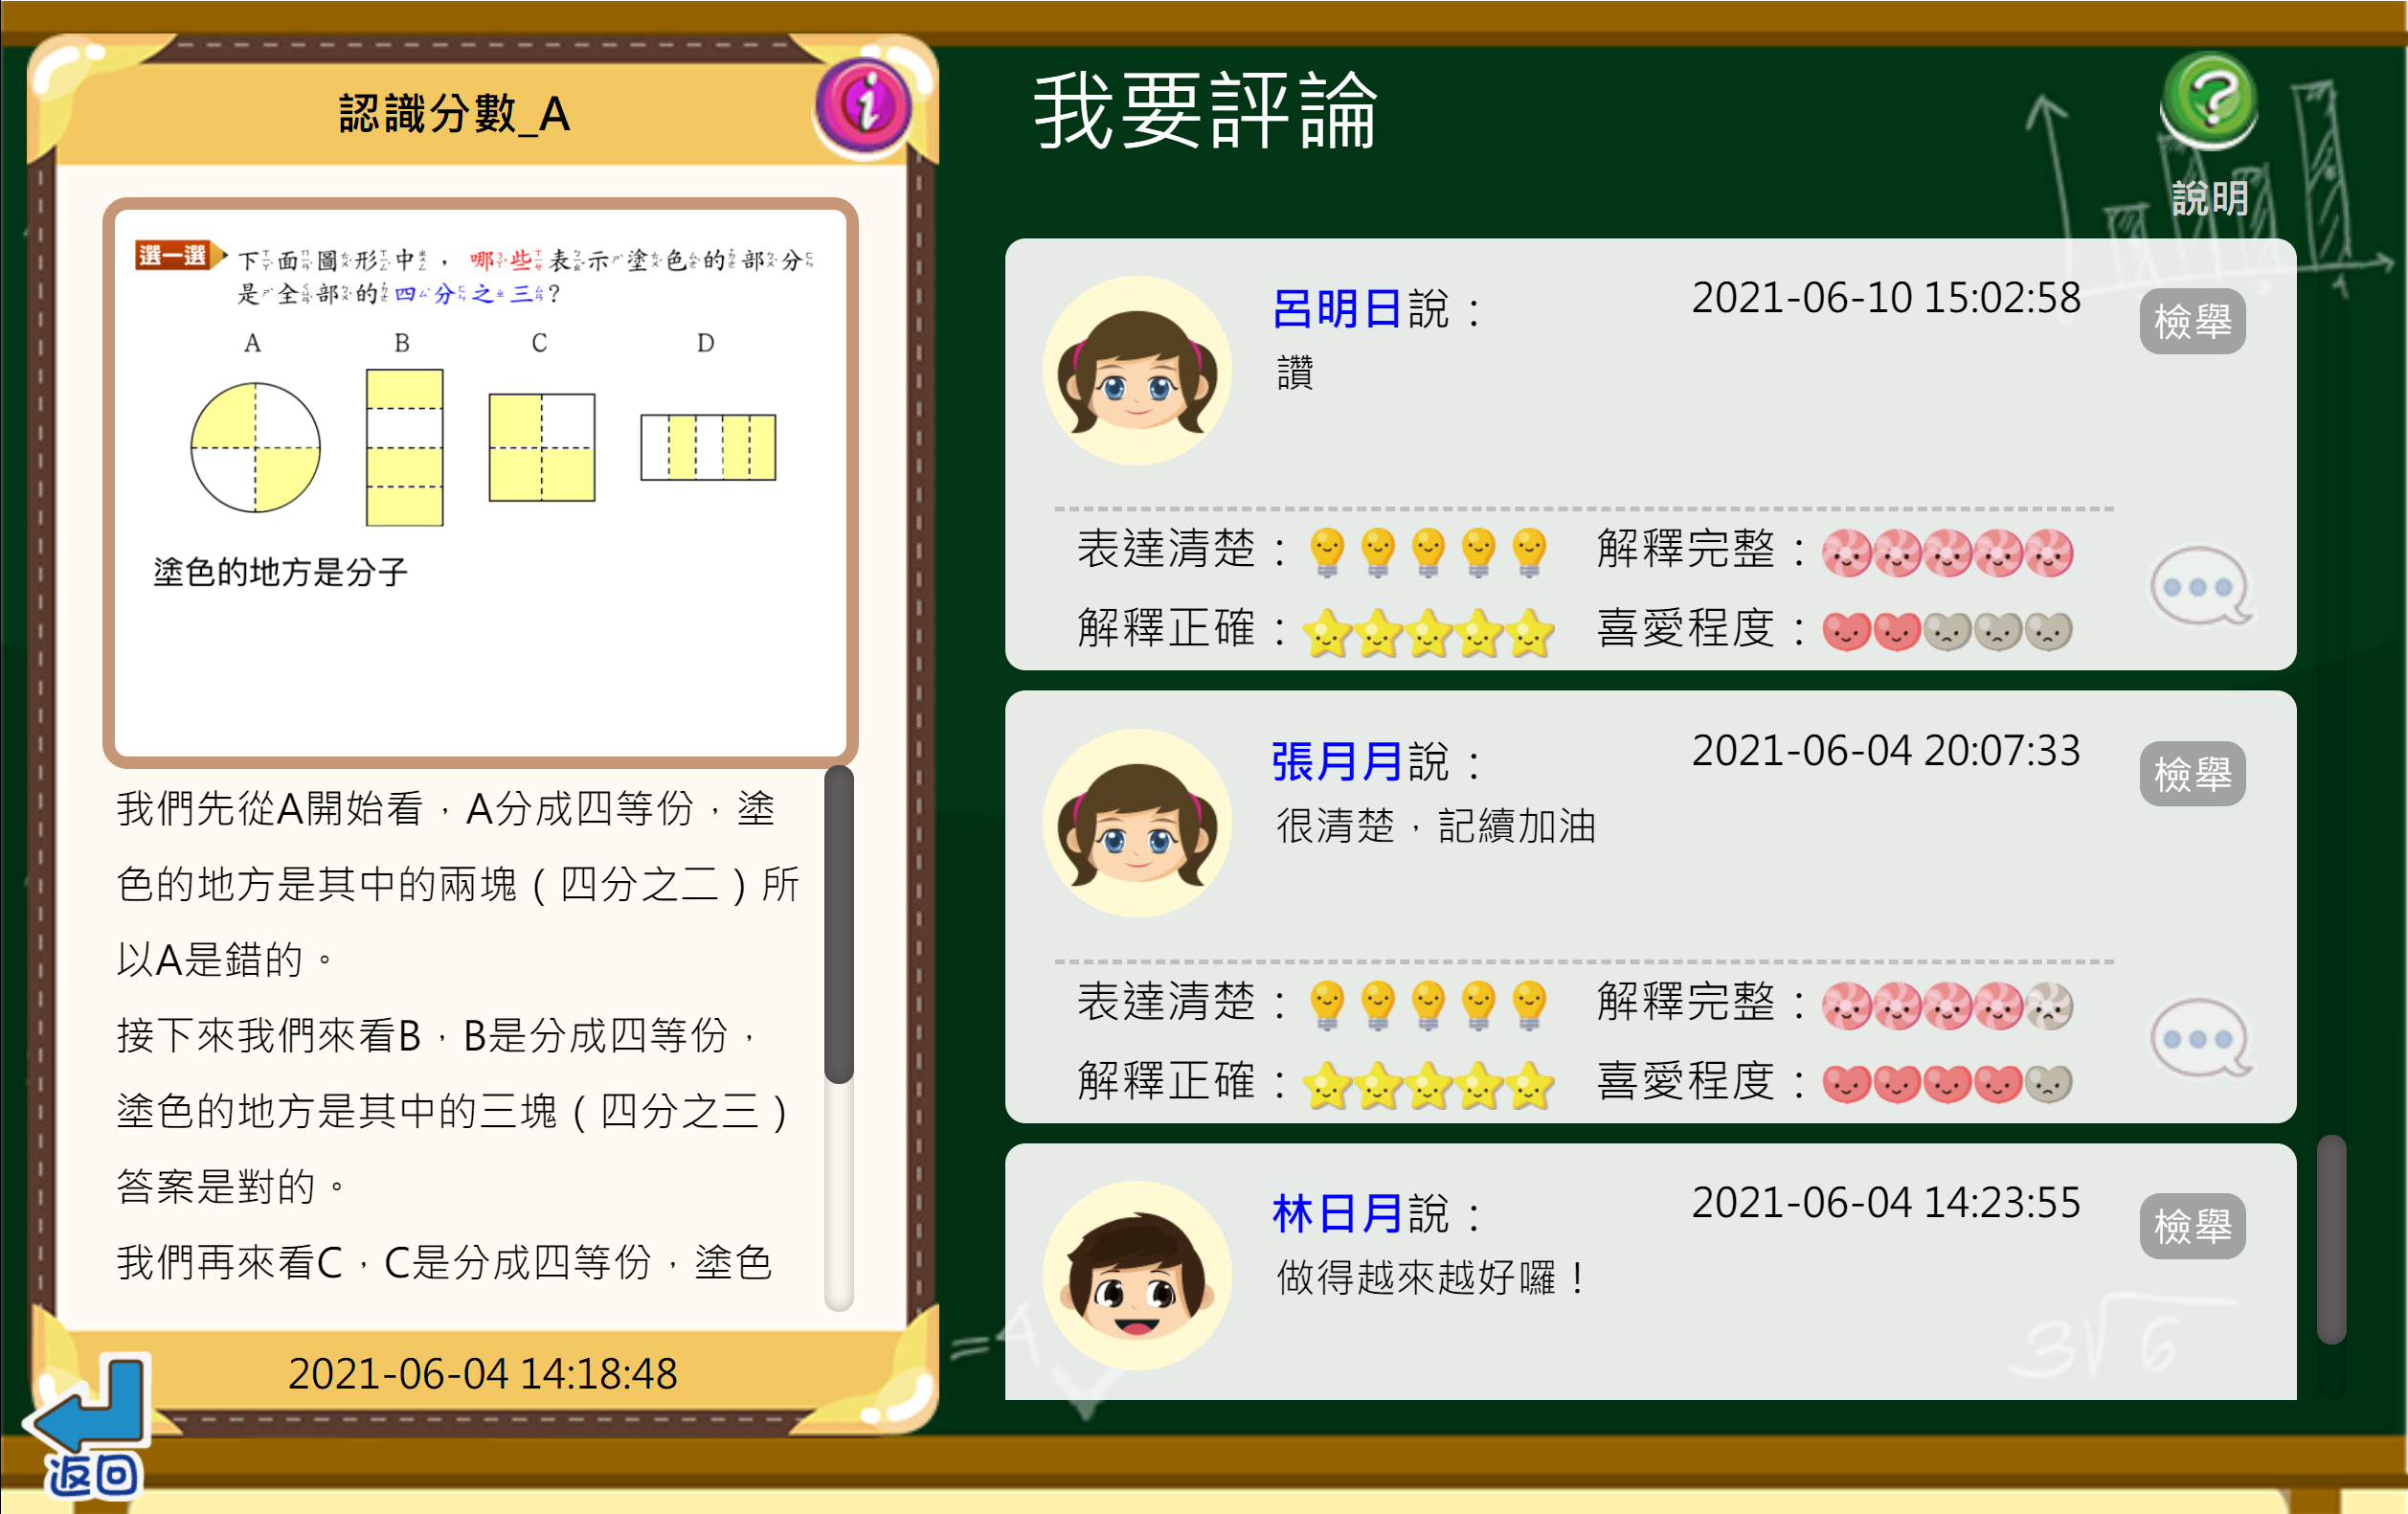 認識分數_A
選一選 下面圖形中，哪些表示塗色的部分
是全部的四分之三？
A B C D
塗色的地方是分子
我們先從A開始看，A分成四等份，塗
色的地方是其中的兩塊（四分之二）所
以A是錯的。
接下來我們來看B，B是分成四等份，
塗色的地方是其中的三塊（四分之三）
答案是對的。
我們再來看C，C是分成四等份，塗色
2021-06-04 14:18:48
返回
我要評論
說明
呂明日說：
2021-06-10 15:02:58
檢舉
讚
表達清楚：
解釋完整：
解釋正確：
喜愛程度：
張月月說：
2021-06-04 20:07:33
檢舉
很清楚，記續加油
表達清楚：
解釋完整：
解釋正確：
喜愛程度：
林日月說：
2021-06-04 14:23:55
檢舉
做得越來越好囉！
=4
3√6